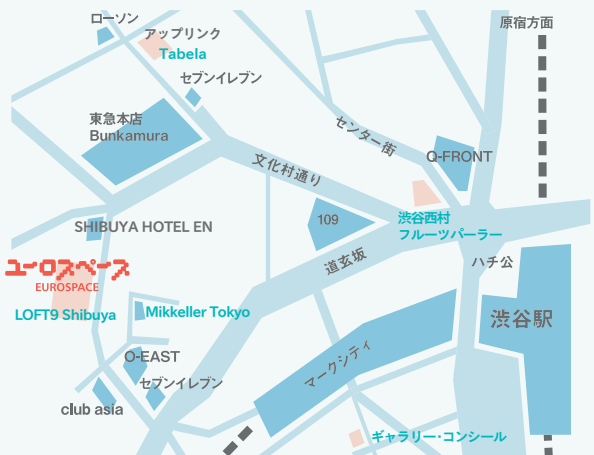 ローソン
アップリンク
Tabela
原宿方面
セブンイレブン
東急本店
Bunkamura
センター街
Q-FRONT
文化村通り
109
渋谷西村
フルーツパーラー
SHIBUYA HOTEL EN
道玄坂
ハチ公
ユーロスペース
EUROSPACE
LOFT9 Shibuya
Mikkeller Tokyo
渋谷駅
O-EAST
マークシティ
セブンイレブン
club asia
ギャラリー・コンシール